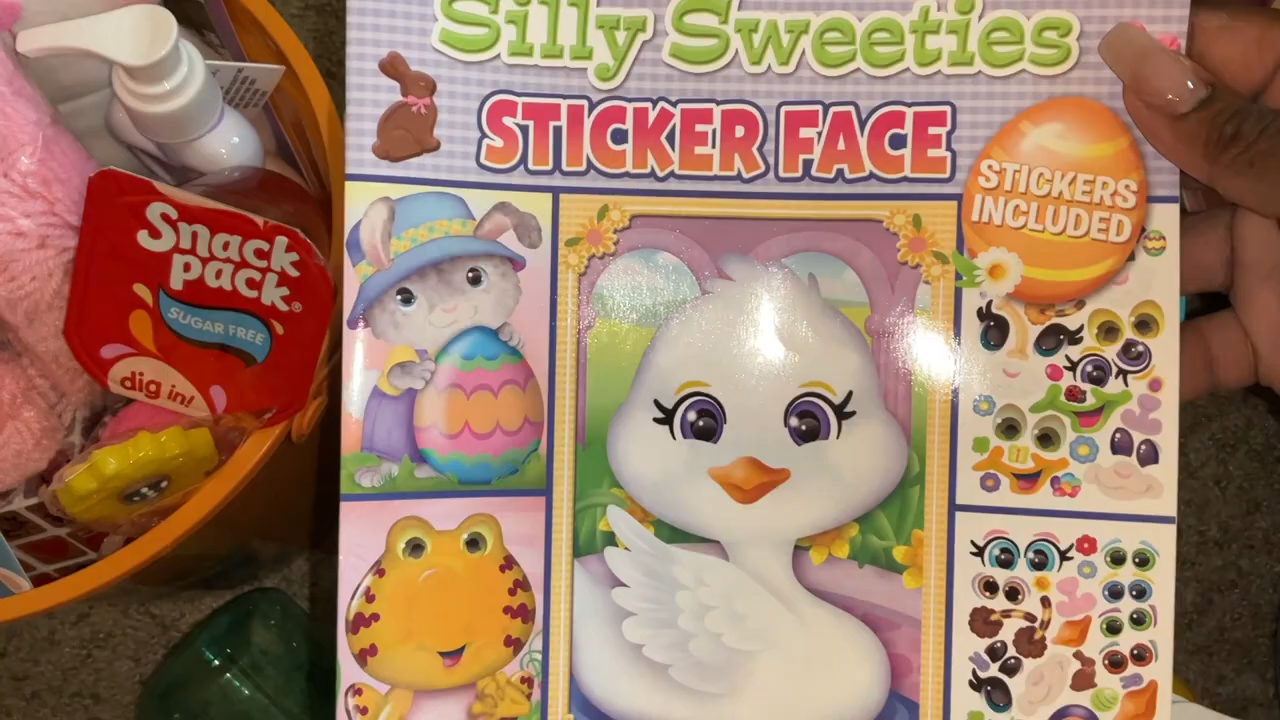 Silly Sweeties
STICKER FACE
STICKERS
INCLUDED
Snack
pack®
SUGAR FREE
dig in!